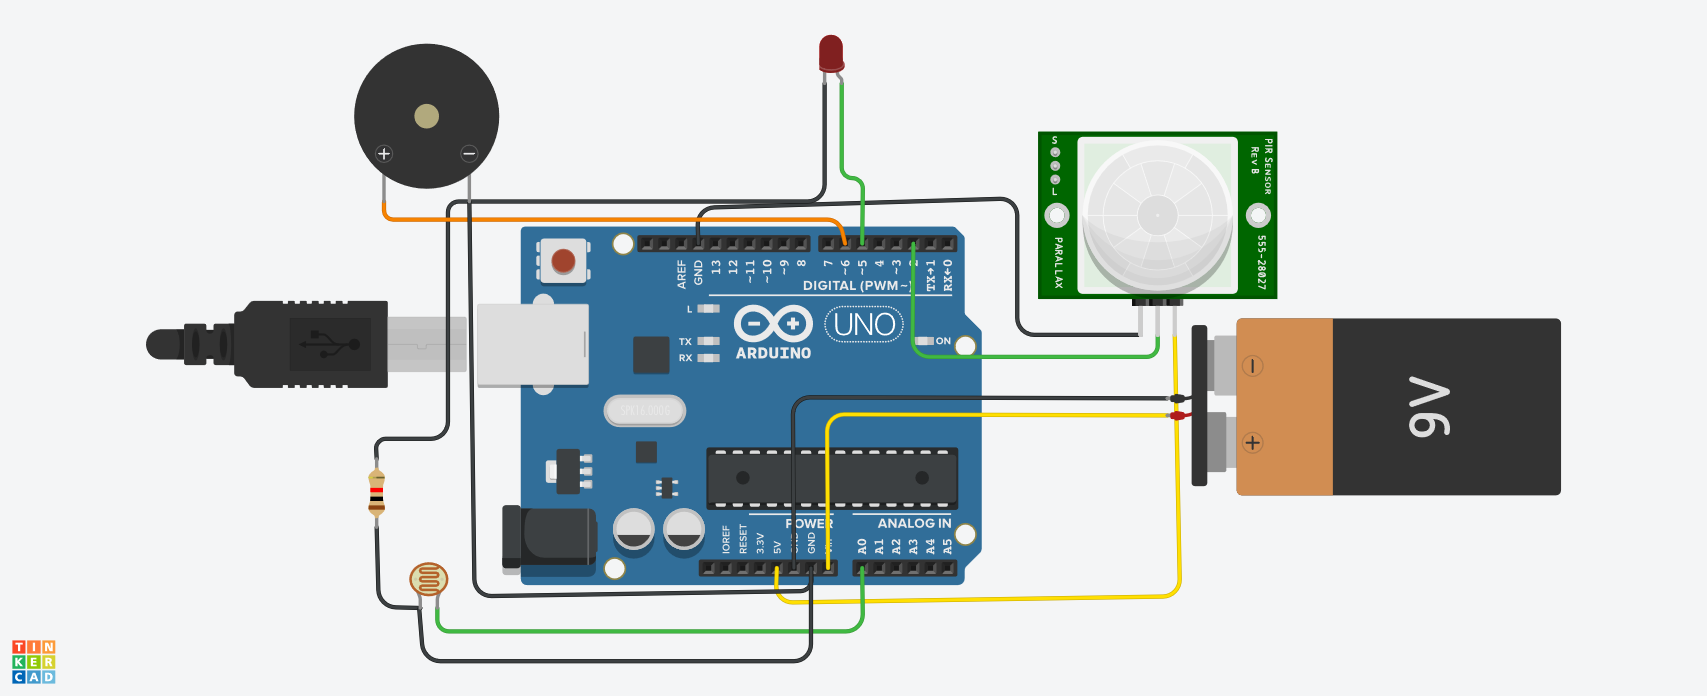 +
−
S
L
PIR SENSOR
REV B
PARALLAX
555-28027
AREF
GND
13
12
~11
~10
~9
8
7
~6
~5
4
~3
2
TX→1
RX←0
DIGITAL (PWM~)
L
TX
RX
UNO
ARDUINO
ON
−
+
9V
POWER
ANALOG IN
IOREF
RESET
3.3V
5V
GND
GND
A0
A1
A2
A3
A4
A5
TIN
KER
CAD